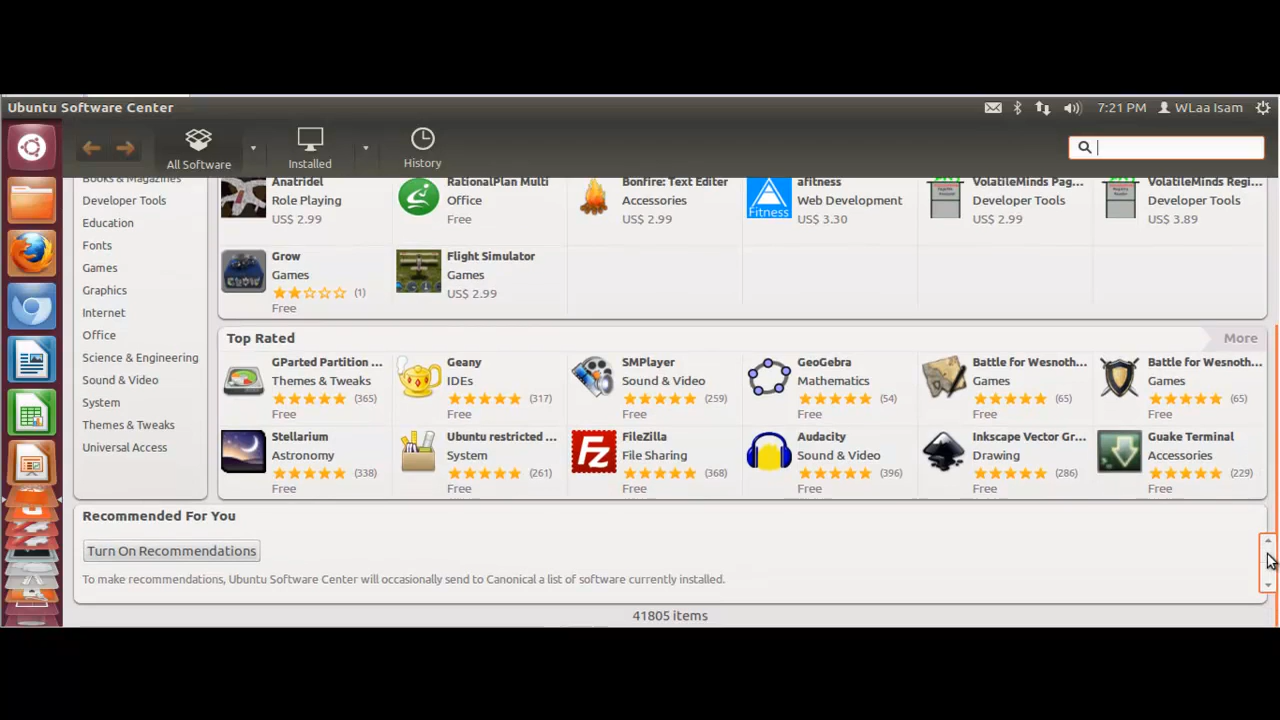 Ubuntu Software Center
7:21 PM
WLaa Isam
All Software
Installed
History
Books & Magazines
Developer Tools
Education
Fonts
Games
Graphics
Internet
Office
Science & Engineering
Sound & Video
System
Themes & Tweaks
Universal Access
Anatridel
Role Playing
US$ 2.99
RationalPlan Multi
Office
Free
Bonfire: Text Editor
Accessories
US$ 2.99
Fitness
afitness
Web Development
US$ 3.30
VolatileMinds Pag...
Developer Tools
US$ 2.99
VolatileMinds Regi...
Developer Tools
US$ 3.89
Grow
Games
(1)
Free
Flight Simulator
Games
US$ 2.99
Top Rated
More
GParted Partition ...
Themes & Tweaks
(365)
Free
Geany
IDEs
(317)
Free
SMPlayer
Sound & Video
(259)
Free
GeoGebra
Mathematics
(54)
Free
Battle for Wesnoth...
Games
(65)
Free
Battle for Wesnoth...
Games
(65)
Free
Stellarium
Astronomy
(338)
Free
Ubuntu restricted ...
System
(261)
Free
Fz
FileZilla
File Sharing
(368)
Free
Audacity
Sound & Video
(396)
Free
Inkscape Vector Gr...
Drawing
(286)
Free
Guake Terminal
Accessories
(229)
Free
Recommended For You
Turn On Recommendations
To make recommendations, Ubuntu Software Center will occasionally send to Canonical a list of software currently installed.
41805 items